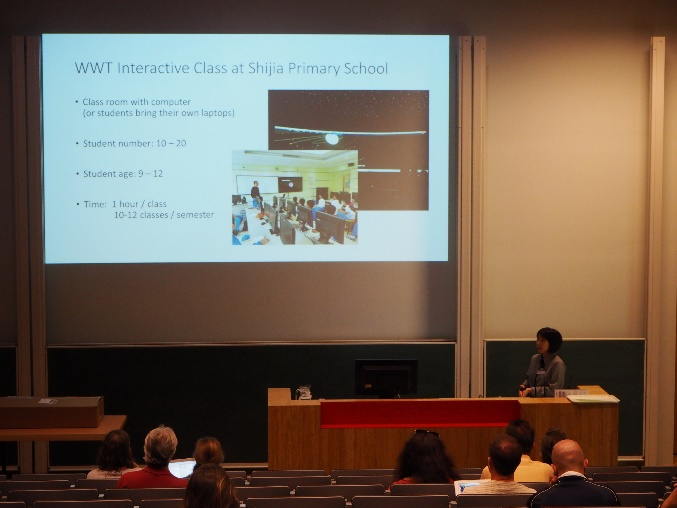 WWT Interactive Class at Shijia Primary School
• Class room with computer
(or students bring their own laptops)
• Student number: 10 – 20
• Student age: 9 – 12
• Time: 1 hour / class
10-12 classes / semester